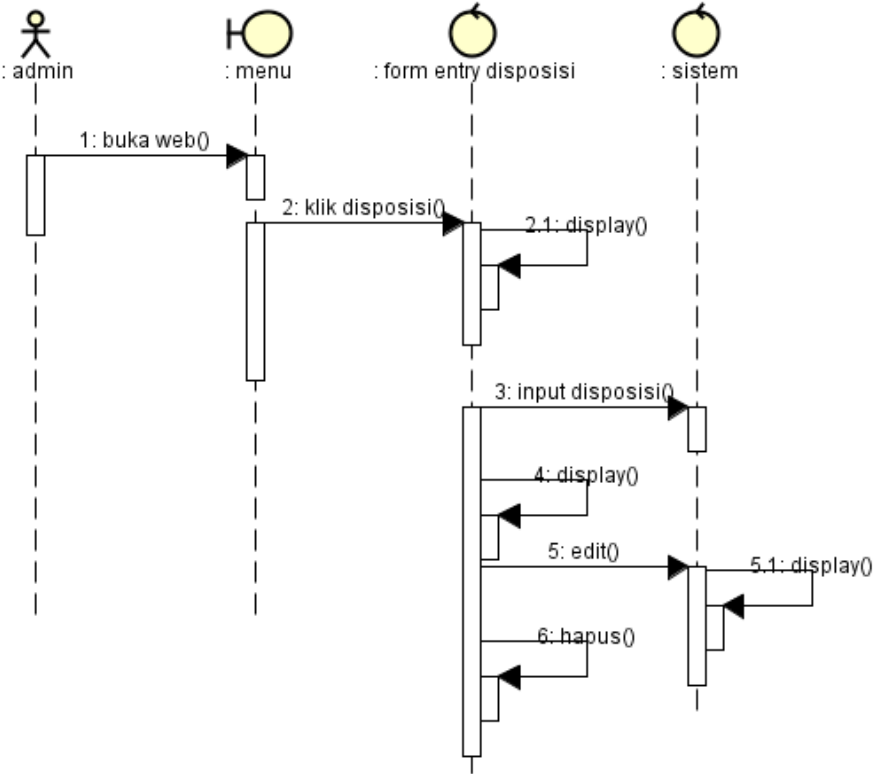 : admin
: menu
: form entry disposisi
: sistem
1: buka web()
2: klik disposisi()
2.1: display()
3: input disposisi()
4: display()
5: edit()
5.1: display()
6: hapus()